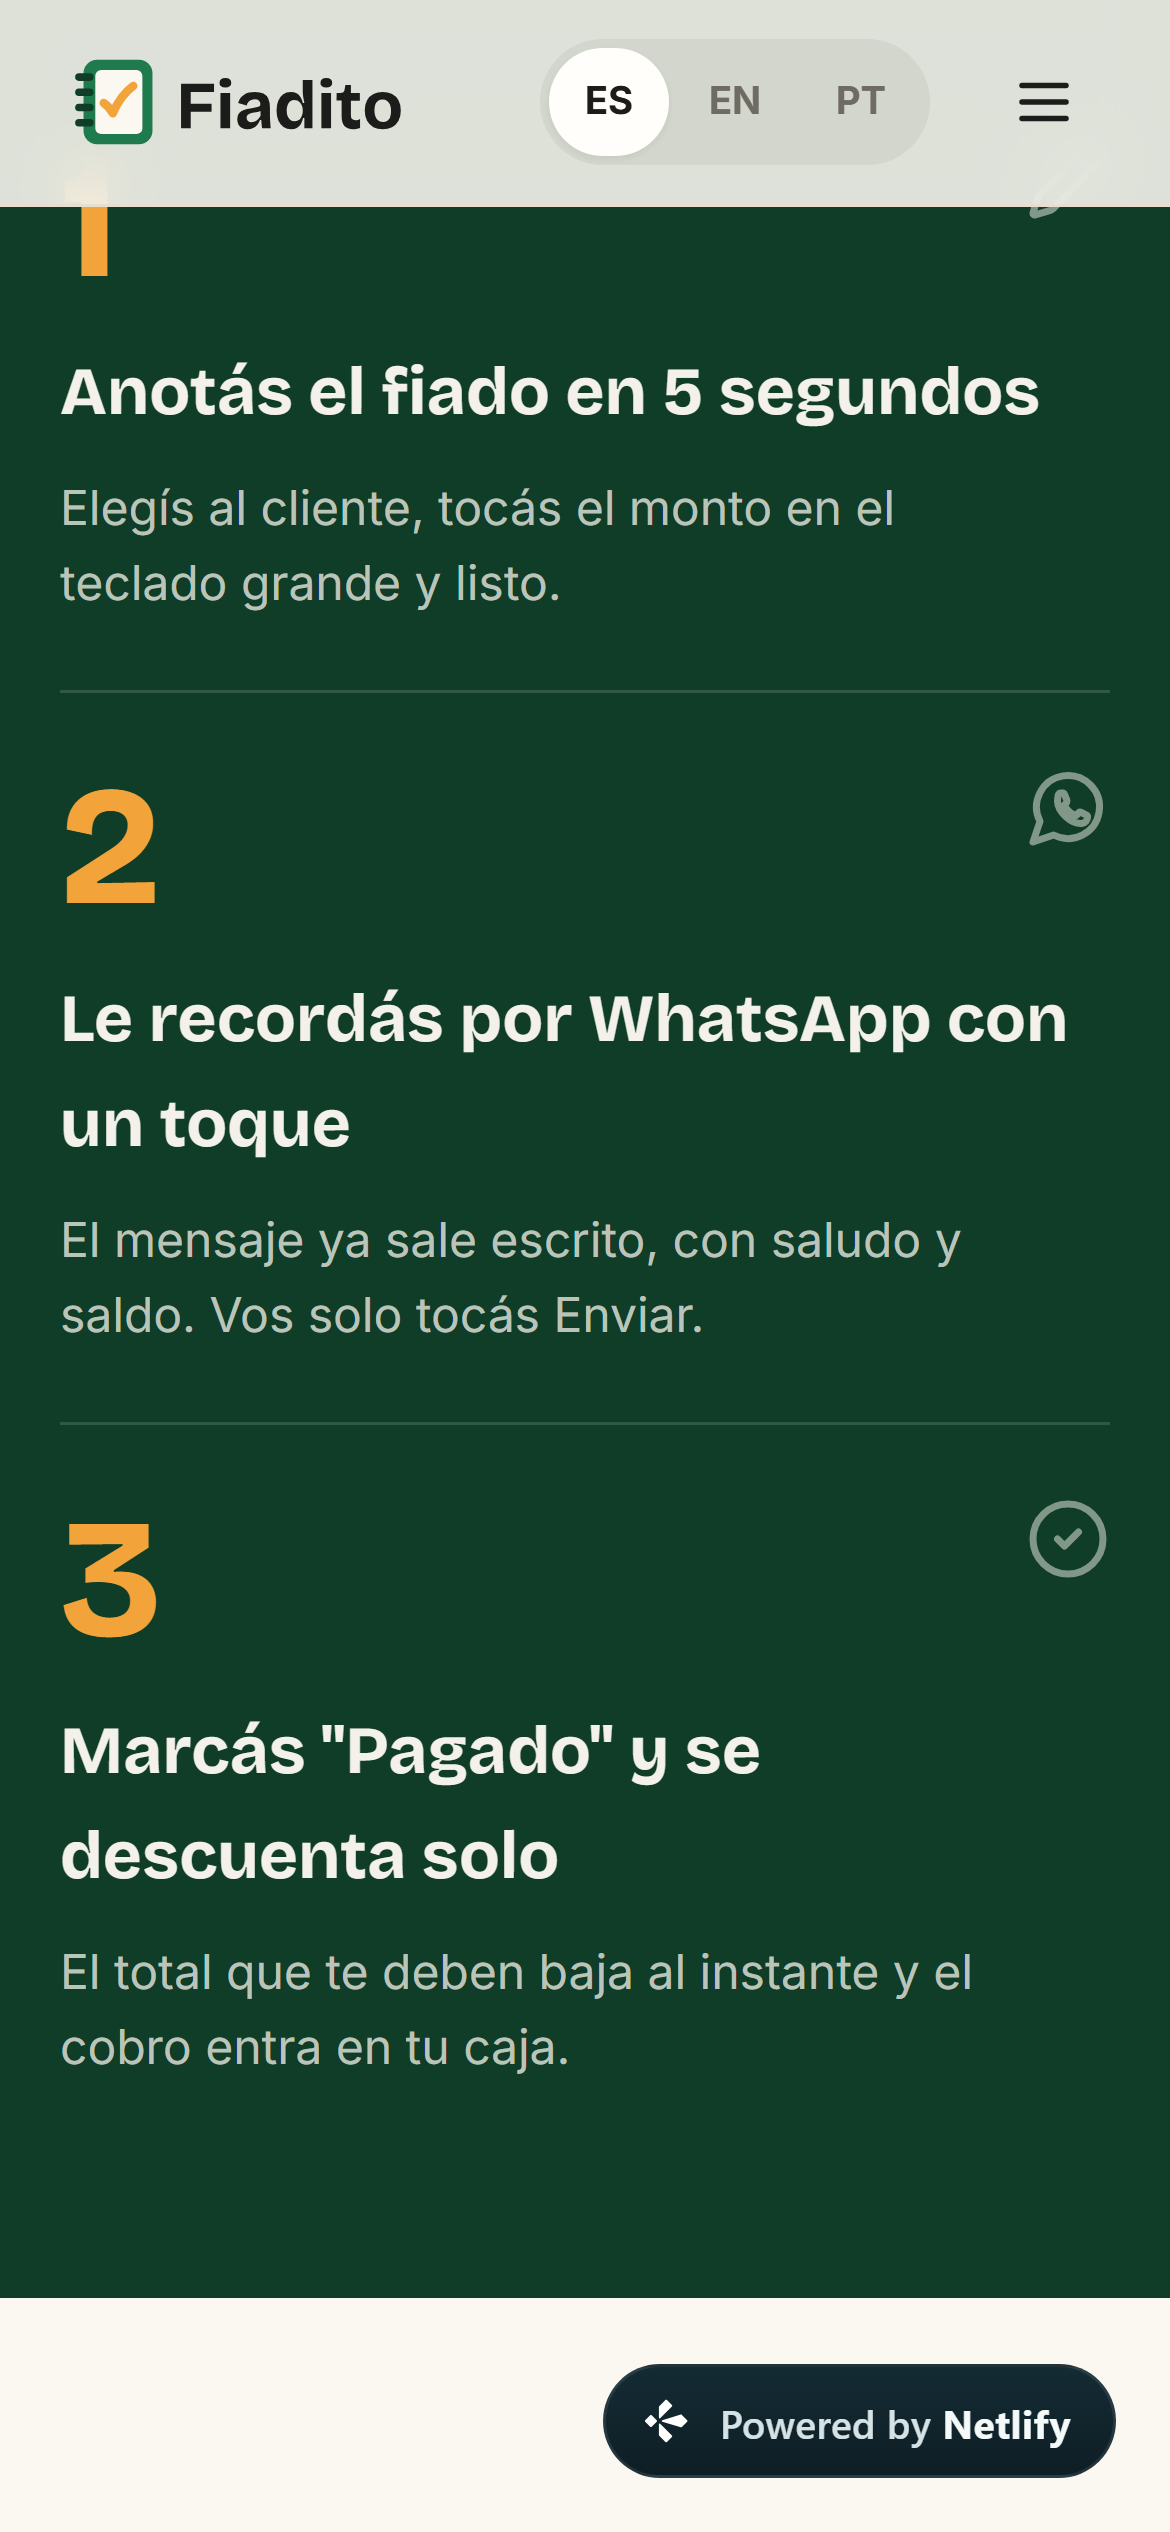 Fiadito
ES EN PT
1
Anotás el fiado en 5 segundos
Elegís al cliente, tocás el monto en el
teclado grande y listo.
2
Le recordás por WhatsApp con
un toque
El mensaje ya sale escrito, con saludo y
saldo. Vos solo tocás Enviar.
3
Marcás "Pagado" y se
descuenta solo
El total que te deben baja al instante y el
cobro entra en tu caja.
Powered by Netlify